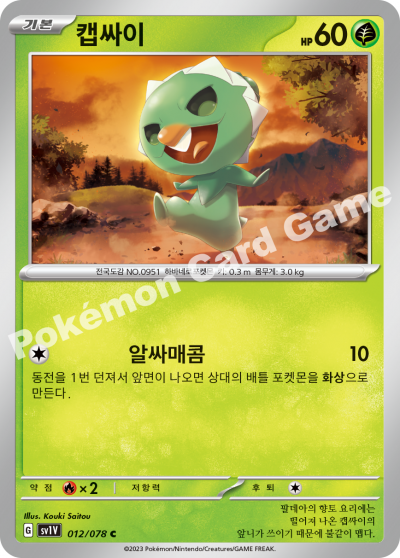 기본 캡싸이 HP 60
전국도감 NO.0951 하바네로포켓몬 키: 0.3 m 몸무게: 3.0 kg
알싸매콤 10
동전을 1번 던져서 앞면이 나오면 상대의 배틀 포켓몬을 화상으로
만든다.
약점 ×2 저항력 후퇴
Illus. Kouki Saitou
G sv1V 012/078 C
팔데아의 향토 요리에는
떨어져 나온 캡싸이의
앞니가 쓰이기 때문에 불같이 맵다.
©2023 Pokémon/Nintendo/Creatures/GAME FREAK.
Pokémon Card Game